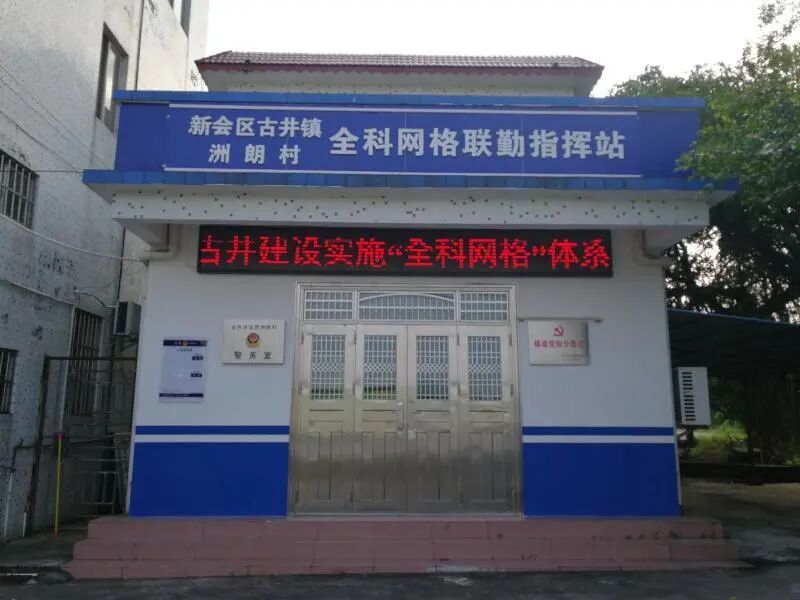 新会区古井镇
洲朗村
全科网格联勤指挥站
古井建设实施“全科网格”体系
警务室